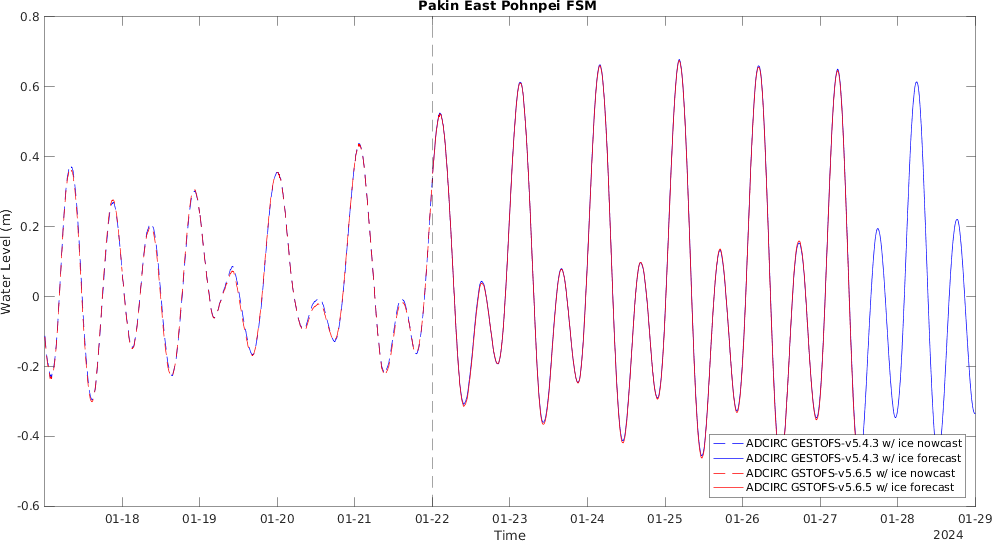 Pakin East Pohnpei FSM
0.8
0.6
0.4
0.2
0
-0.2
-0.4
-0.6
Water Level (m)
ADCIRC GESTOFS-v5.4.3 w/ ice nowcast
ADCIRC GESTOFS-v5.4.3 w/ ice forecast
ADCIRC GSTOFS-v5.6.5 w/ ice nowcast
ADCIRC GSTOFS-v5.6.5 w/ ice forecast
01-18 01-19 01-20 01-21 01-22 01-23 01-24 01-25 01-26 01-27 01-28 01-29
Time
2024